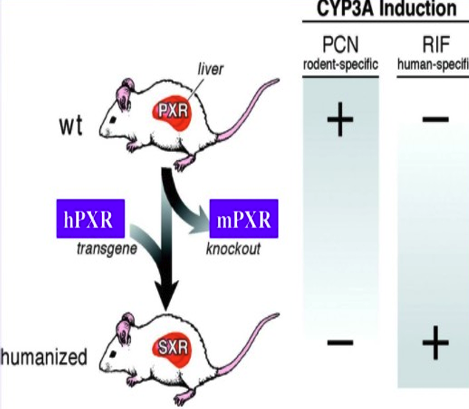 CYP3A Induction
PCN
rodent-specific
RIF
human-specific
liver
PXR
wt
+
−
hPXR
transgene
mPXR
knockout
SXR
humanized
−
+